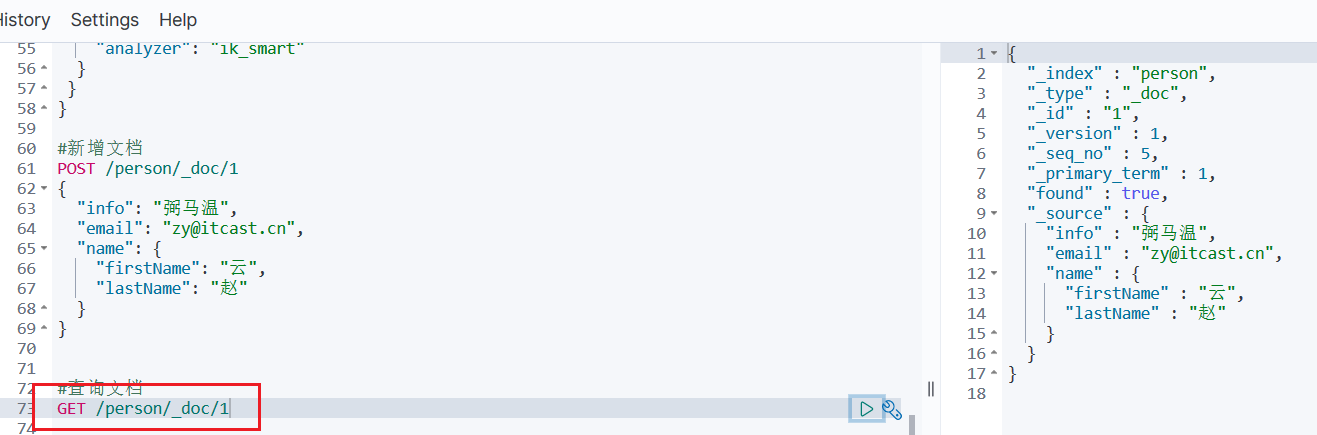 History Settings Help
55 "analyzer": "ik_smart"
56 }
57 }
58 }
59
60 #新增文档
61 POST /person/_doc/1
62 {
63 "info": "弼马温",
64 "email": "zy@itcast.cn",
65 "name": {
66 "firstName": "云",
67 "lastName": "赵"
68 }
69 }
70
71
72 #查询文档
73 GET /person/_doc/1
74
1 {
2 "_index" : "person",
3 "_type" : "_doc",
4 "_id" : "1",
5 "_version" : 1,
6 "_seq_no" : 5,
7 "_primary_term" : 1,
8 "found" : true,
9 "_source" : {
10 "info" : "弼马温",
11 "email" : "zy@itcast.cn",
12 "name" : {
13 "firstName" : "云",
14 "lastName" : "赵"
15 }
16 }
17 }
18